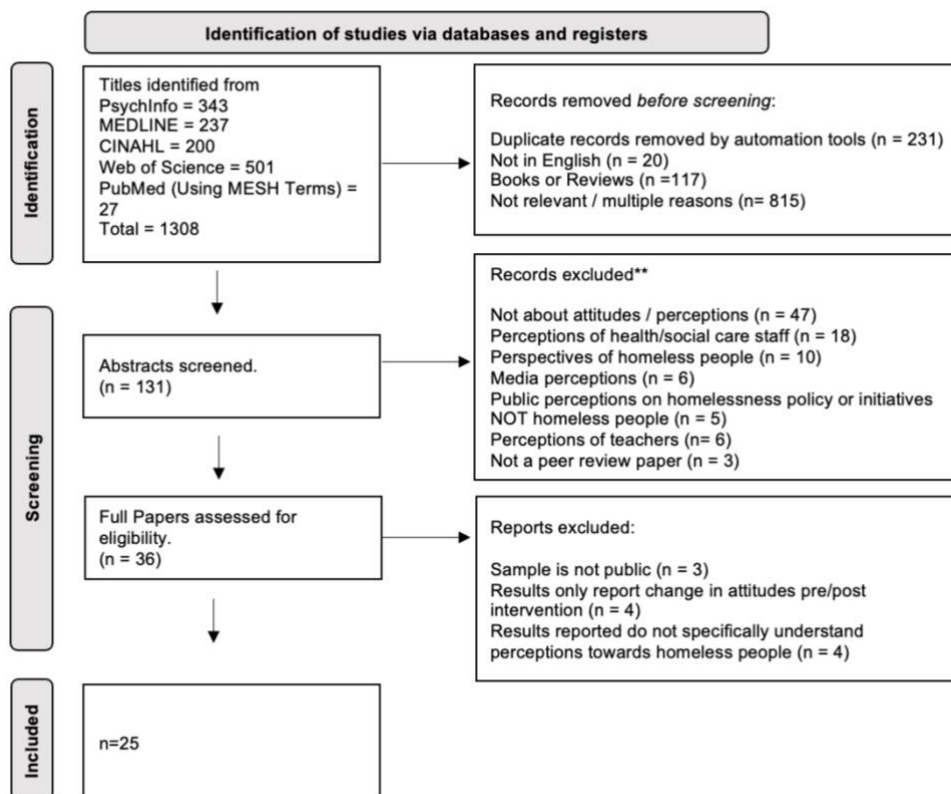 Identification of studies via databases and registers
Identification
Titles identified from
PsychInfo = 343
MEDLINE = 237
CINAHL = 200
Web of Science = 501
PubMed (Using MESH Terms) =
27
Total = 1308
Records removed before screening:
Duplicate records removed by automation tools (n = 231)
Not in English (n = 20)
Books or Reviews (n =117)
Not relevant / multiple reasons (n= 815)
Screening
Abstracts screened.
(n = 131)
Records excluded**
Not about attitudes / perceptions (n = 47)
Perceptions of health/social care staff (n = 18)
Perspectives of homeless people (n = 10)
Media perceptions (n = 6)
Public perceptions on homelessness policy or initiatives
NOT homeless people (n = 5)
Perceptions of teachers (n= 6)
Not a peer review paper (n = 3)
Full Papers assessed for
eligibility.
(n = 36)
Reports excluded:
Sample is not public (n = 3)
Results only report change in attitudes pre/post
intervention (n = 4)
Results reported do not specifically understand
perceptions towards homeless people (n = 4)
Included
n=25